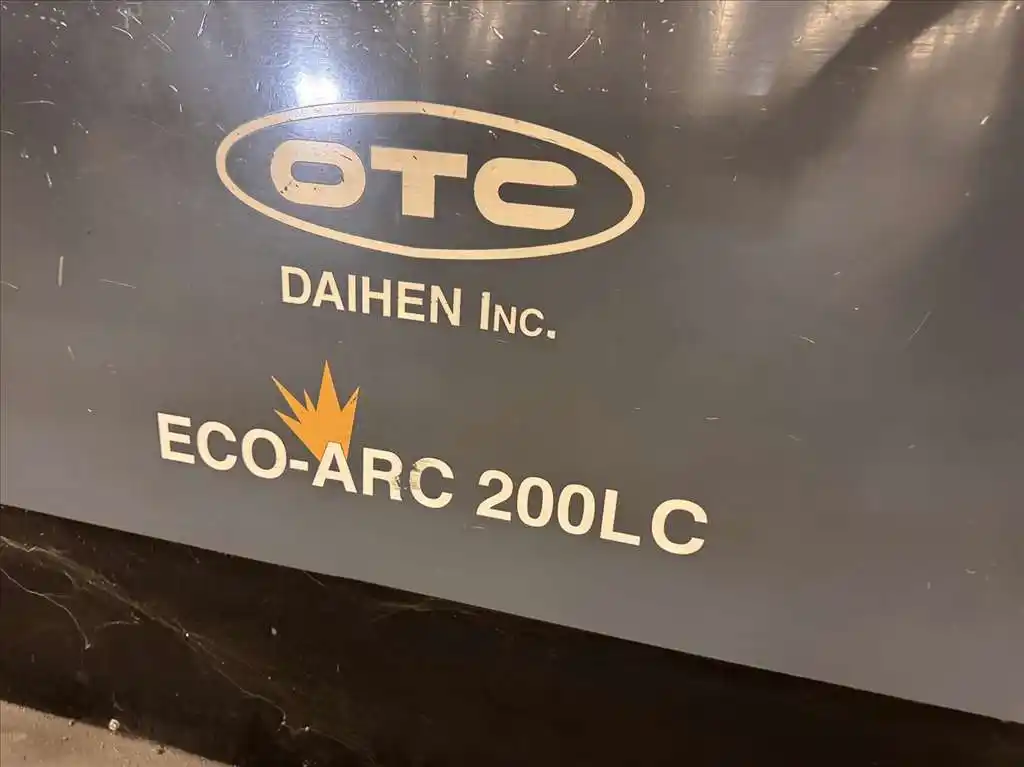 OTC
DAIHEN INC.
ECO-ARC 200LC